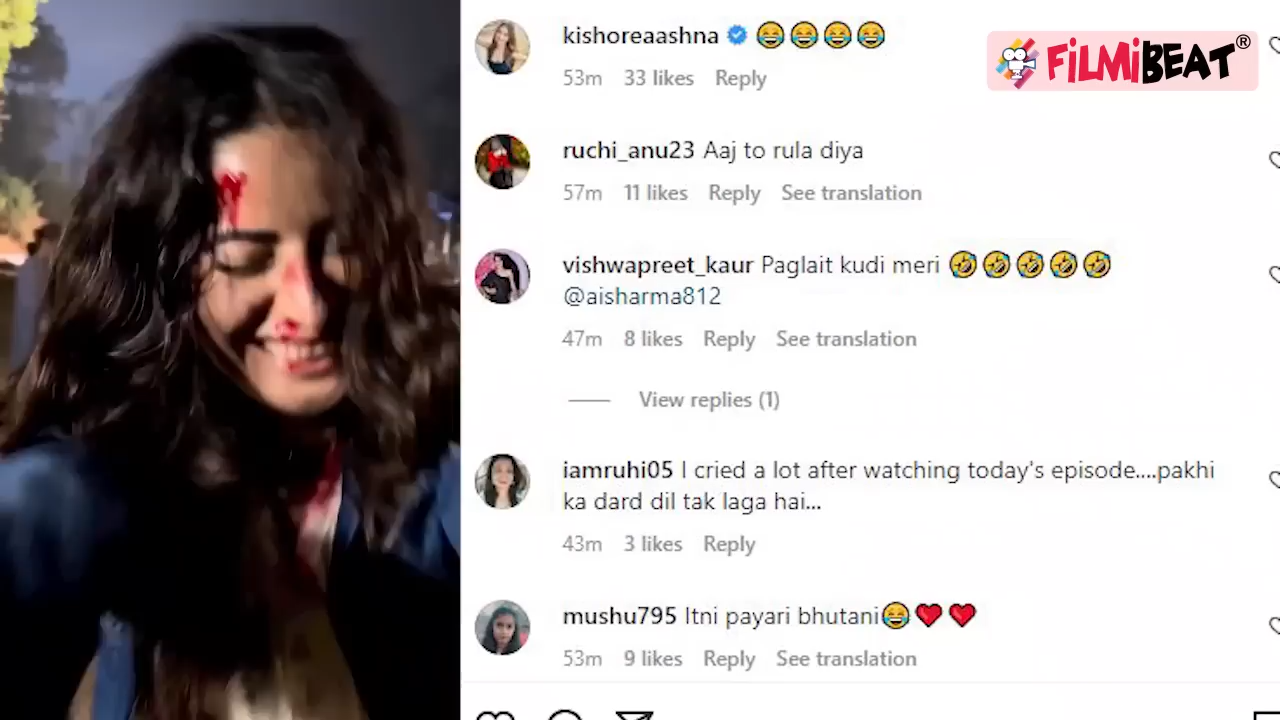 kishoreaashna 😂😂😂😂
FiLMiBEAT®
53m 33 likes Reply
ruchi_anu23 Aaj to rula diya
57m 11 likes Reply See translation
vishwapreet_kaur Paglait kudi meri 🤣🤣🤣🤣🤣
@aisharma812
47m 8 likes Reply See translation
View replies (1)
iamruhi05 I cried a lot after watching today's episode....pakhi
ka dard dil tak laga hai...
43m 3 likes Reply
mushu795 Itni payari bhutani😂❤️❤️
53m 9 likes Reply See translation